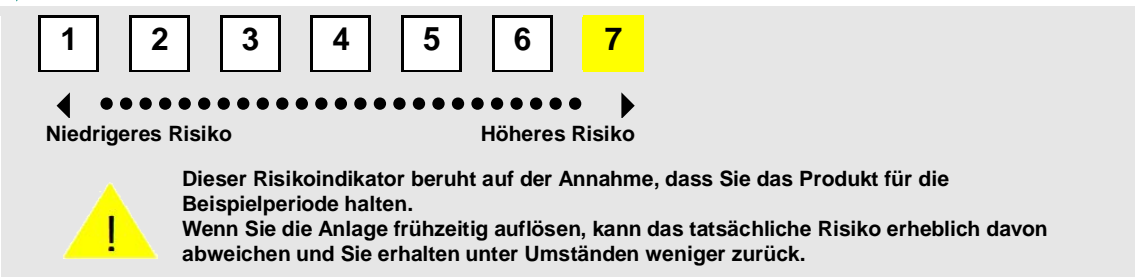 1 2 3 4 5 6 7
Niedrigeres Risiko Höheres Risiko
!
Dieser Risikoindikator beruht auf der Annahme, dass Sie das Produkt für die
Beispielperiode halten.
Wenn Sie die Anlage frühzeitig auflösen, kann das tatsächliche Risiko erheblich davon
abweichen und Sie erhalten unter Umständen weniger zurück.